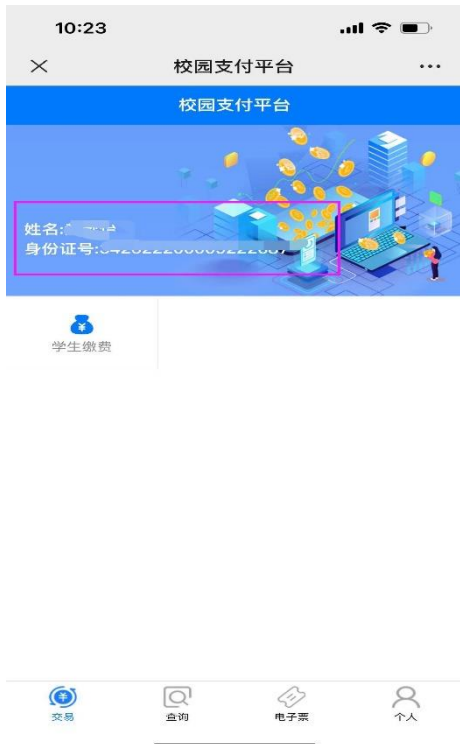 10:23
校园支付平台
校园支付平台
姓名:
身份证号:
学生缴费
交易
查询
电子票
个人